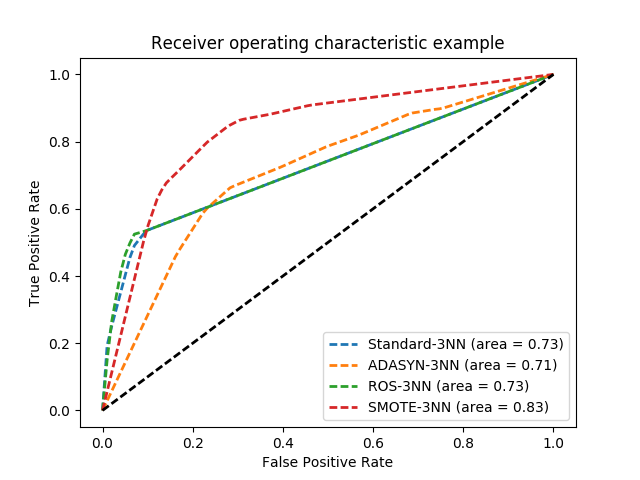 Receiver operating characteristic example
True Positive Rate
1.0
0.8
0.6
0.4
0.2
0.0
Standard-3NN (area = 0.73)
ADASYN-3NN (area = 0.71)
ROS-3NN (area = 0.73)
SMOTE-3NN (area = 0.83)
0.0 0.2 0.4 0.6 0.8 1.0
False Positive Rate